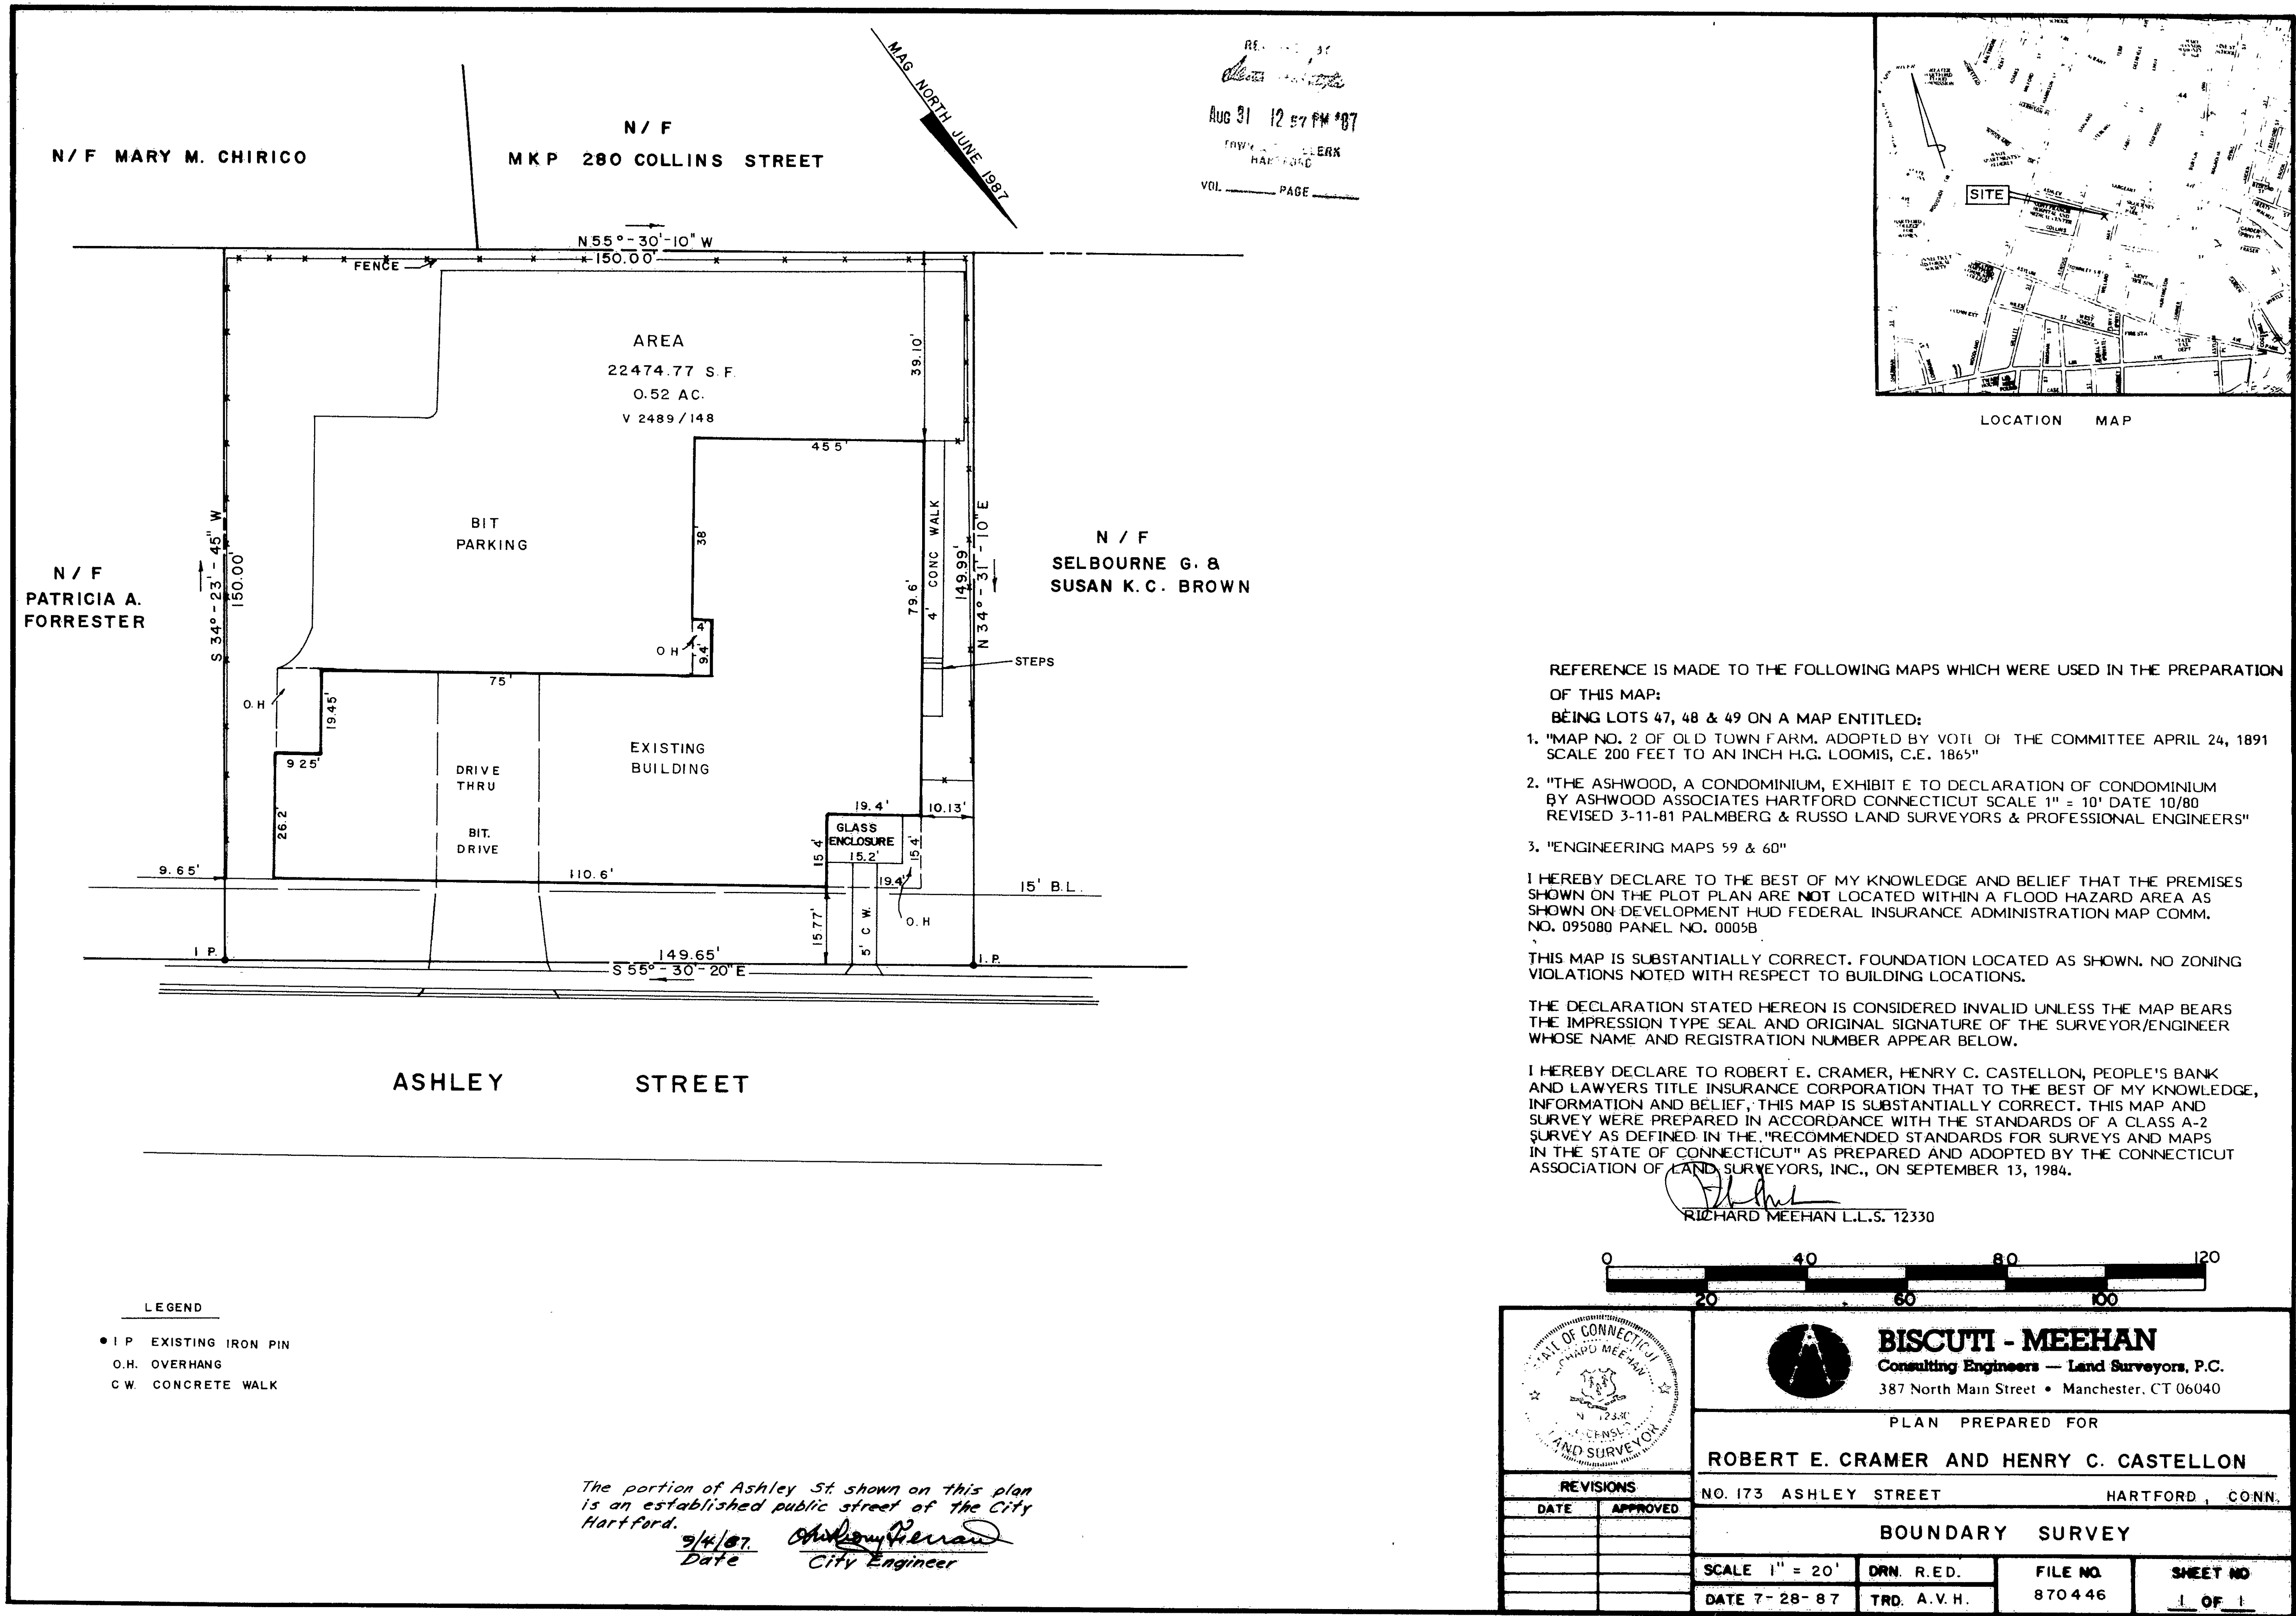 N/F MARY M. CHIRICO
N/F
MKP 280 COLLINS STREET
MAG NORTH JUNE 1987
Aug 31 12 57 PM '87
HARTFORD
VOL. PAGE
N 55°-30'-10" W
150.00'
FENCE
AREA
22474.77 S.F.
0.52 AC.
V 2489/148
39.10'
45.5'
BIT
PARKING
38'
4'
9.4'
O H
79.6'
4' CONC WALK
149.99'
N 34°-31'-10" E
S 34°-23'-45" W
150.00'
N / F
PATRICIA A.
FORRESTER
N / F
SELBOURNE G. &
SUSAN K. C. BROWN
STEPS
75'
O. H
19.45'
9 25'
26.2'
DRIVE
THRU
BIT.
DRIVE
EXISTING
BUILDING
19.4'
10.13'
GLASS
ENCLOSURE
15.2'
15.4'
15.4'
19.4'
9.65'
110.6'
15' B.L.
15.77'
5' C. W.
O. H
I P.
149.65'
S 55°-30'-20" E
I. P.
ASHLEY STREET
LEGEND
I P EXISTING IRON PIN
O.H. OVERHANG
C W. CONCRETE WALK
The portion of Ashley St. shown on this plan
is an established public street of the City
Hartford.
9/4/87.
Date City Engineer
SITE
LOCATION MAP
REFERENCE IS MADE TO THE FOLLOWING MAPS WHICH WERE USED IN THE PREPARATION
OF THIS MAP:
BEING LOTS 47, 48 & 49 ON A MAP ENTITLED:
1. "MAP NO. 2 OF OLD TOWN FARM. ADOPTED BY VOTE OF THE COMMITTEE APRIL 24, 1891
SCALE 200 FEET TO AN INCH H.G. LOOMIS, C.E. 1865"
2. "THE ASHWOOD, A CONDOMINIUM, EXHIBIT E TO DECLARATION OF CONDOMINIUM
BY ASHWOOD ASSOCIATES HARTFORD CONNECTICUT SCALE 1" = 10' DATE 10/80
REVISED 3-11-81 PALMBERG & RUSSO LAND SURVEYORS & PROFESSIONAL ENGINEERS"
3. "ENGINEERING MAPS 59 & 60"
I HEREBY DECLARE TO THE BEST OF MY KNOWLEDGE AND BELIEF THAT THE PREMISES
SHOWN ON THE PLOT PLAN ARE NOT LOCATED WITHIN A FLOOD HAZARD AREA AS
SHOWN ON DEVELOPMENT HUD FEDERAL INSURANCE ADMINISTRATION MAP COMM.
NO. 095080 PANEL NO. 0005B
THIS MAP IS SUBSTANTIALLY CORRECT. FOUNDATION LOCATED AS SHOWN. NO ZONING
VIOLATIONS NOTED WITH RESPECT TO BUILDING LOCATIONS.
THE DECLARATION STATED HEREON IS CONSIDERED INVALID UNLESS THE MAP BEARS
THE IMPRESSION TYPE SEAL AND ORIGINAL SIGNATURE OF THE SURVEYOR/ENGINEER
WHOSE NAME AND REGISTRATION NUMBER APPEAR BELOW.
I HEREBY DECLARE TO ROBERT E. CRAMER, HENRY C. CASTELLON, PEOPLE'S BANK
AND LAWYERS TITLE INSURANCE CORPORATION THAT TO THE BEST OF MY KNOWLEDGE,
INFORMATION AND BELIEF, THIS MAP IS SUBSTANTIALLY CORRECT. THIS MAP AND
SURVEY WERE PREPARED IN ACCORDANCE WITH THE STANDARDS OF A CLASS A-2
SURVEY AS DEFINED IN THE "RECOMMENDED STANDARDS FOR SURVEYS AND MAPS
IN THE STATE OF CONNECTICUT" AS PREPARED AND ADOPTED BY THE CONNECTICUT
ASSOCIATION OF LAND SURVEYORS, INC., ON SEPTEMBER 13, 1984.
RICHARD MEEHAN L.L.S. 12330
0 40 80 120
20 60 100
LAND SURVEYOR
BISCUTI - MEEHAN
Consulting Engineers — Land Surveyors, P.C.
387 North Main Street • Manchester, CT 06040
PLAN PREPARED FOR
ROBERT E. CRAMER AND HENRY C. CASTELLON
NO. 173 ASHLEY STREET HARTFORD, CONN.
BOUNDARY SURVEY
REVISIONS
DATE APPROVED
SCALE 1" = 20' DRN. R.E.D. FILE NO. SHEET NO
DATE 7-28-87 TRD. A.V.H. 870446 1 OF 1